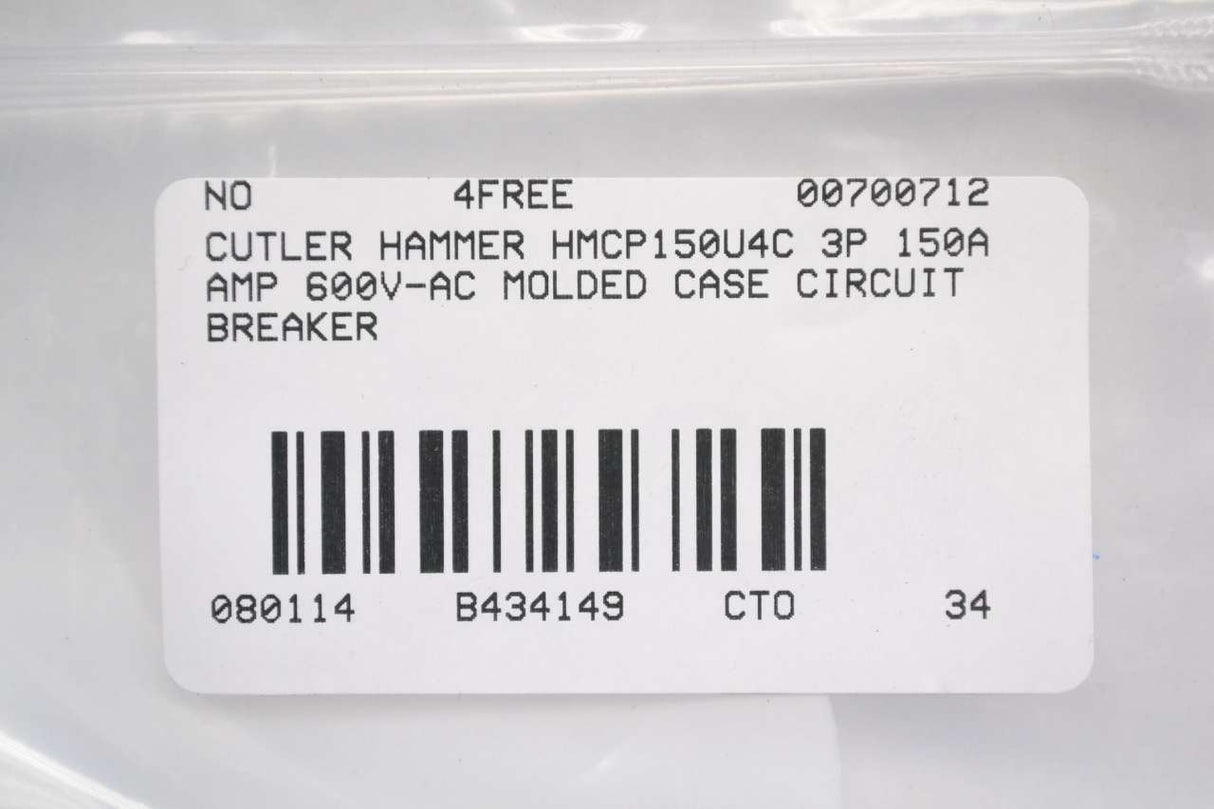 NO 4FREE 00700712
CUTLER HAMMER HMCP150U4C 3P 150A
AMP 600V-AC MOLDED CASE CIRCUIT
BREAKER
080114 B434149 CTO 34